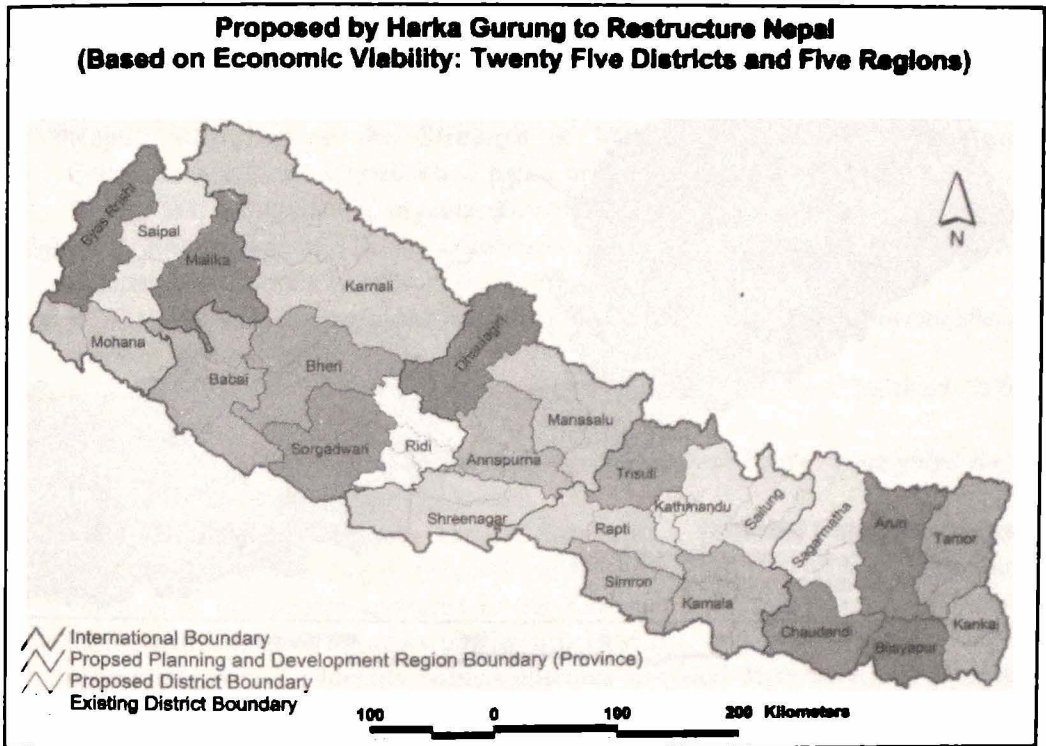 Proposed by Harka Gurung to Restructure Nepal
(Based on Economic Viability: Twenty Five Districts and Five Regions)
N
Byas Rishi
Saipal
Malika
Karnali
Mohana
Babai
Bheri
Dhaulagiri
Sorgadwari
Ridi
Annapurna
Manasalu
Trisuli
Shreenagar
Rapti
Kathmandu
Sailung
Sagarmatha
Arun
Tamor
Simron
Kamala
Chaudandi
Bijayapur
Kankai
International Boundary
Propsed Planning and Development Region Boundary (Province)
Proposed District Boundary
Existing District Boundary
100 0 100 200 Kilometers